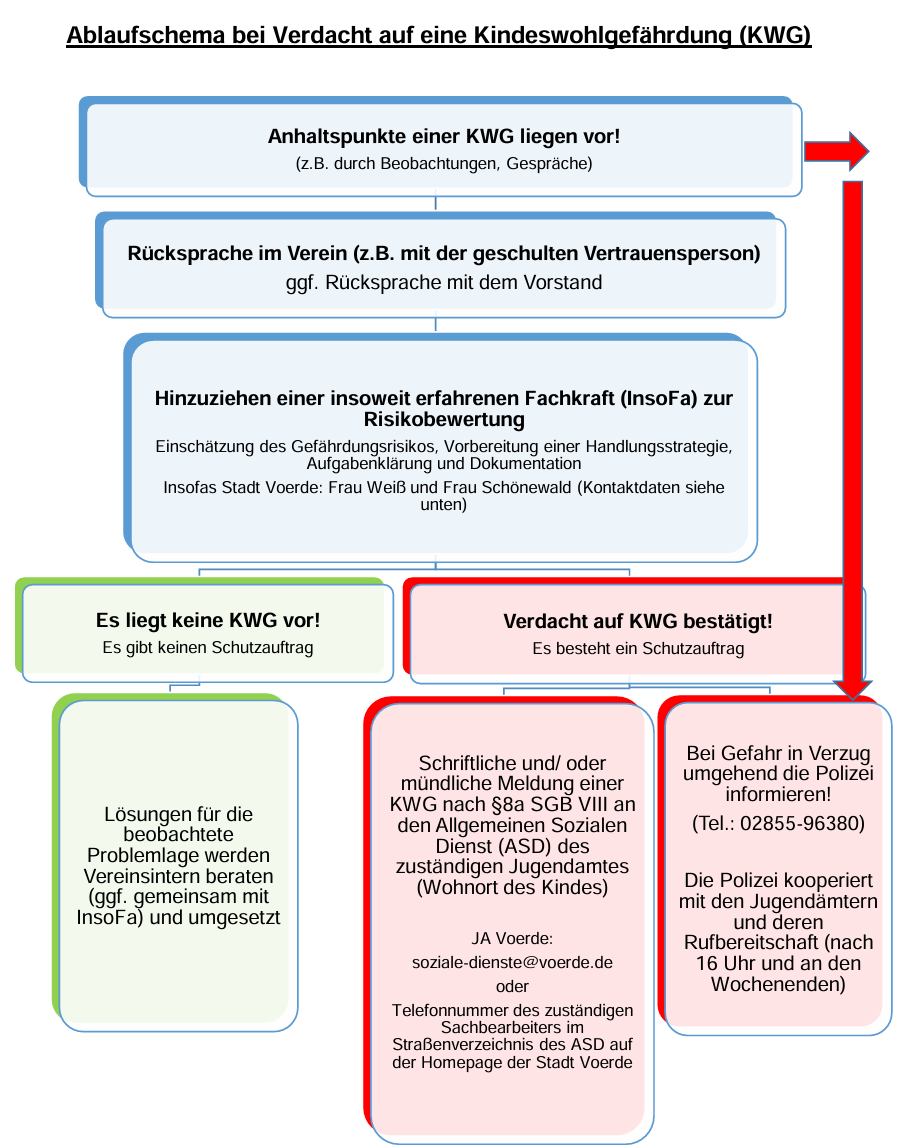 Ablaufschema bei Verdacht auf eine Kindeswohlgefährdung (KWG)
Anhaltspunkte einer KWG liegen vor!
(z.B. durch Beobachtungen, Gespräche)
Rücksprache im Verein (z.B. mit der geschulten Vertrauensperson)
ggf. Rücksprache mit dem Vorstand
Hinzuziehen einer insoweit erfahrenen Fachkraft (InsoFa) zur
Risikobewertung
Einschätzung des Gefährdungsrisikos, Vorbereitung einer Handlungsstrategie,
Aufgabenklärung und Dokumentation
Insofas Stadt Voerde: Frau Weiß und Frau Schönewald (Kontaktdaten siehe
unten)
Es liegt keine KWG vor!
Es gibt keinen Schutzauftrag
Verdacht auf KWG bestätigt!
Es besteht ein Schutzauftrag
Lösungen für die
beobachtete
Problemlage werden
Vereinsintern beraten
(ggf. gemeinsam mit
InsoFa) und umgesetzt
Schriftliche und/ oder
mündliche Meldung einer
KWG nach §8a SGB VIII an
den Allgemeinen Sozialen
Dienst (ASD) des
zuständigen Jugendamtes
(Wohnort des Kindes)
JA Voerde:
soziale-dienste@voerde.de
oder
Telefonnummer des zuständigen
Sachbearbeiters im
Straßenverzeichnis des ASD auf
der Homepage der Stadt Voerde
Bei Gefahr in Verzug
umgehend die Polizei
informieren!
(Tel.: 02855-96380)
Die Polizei kooperiert
mit den Jugendämtern
und deren
Rufbereitschaft (nach
16 Uhr und an den
Wochenenden)